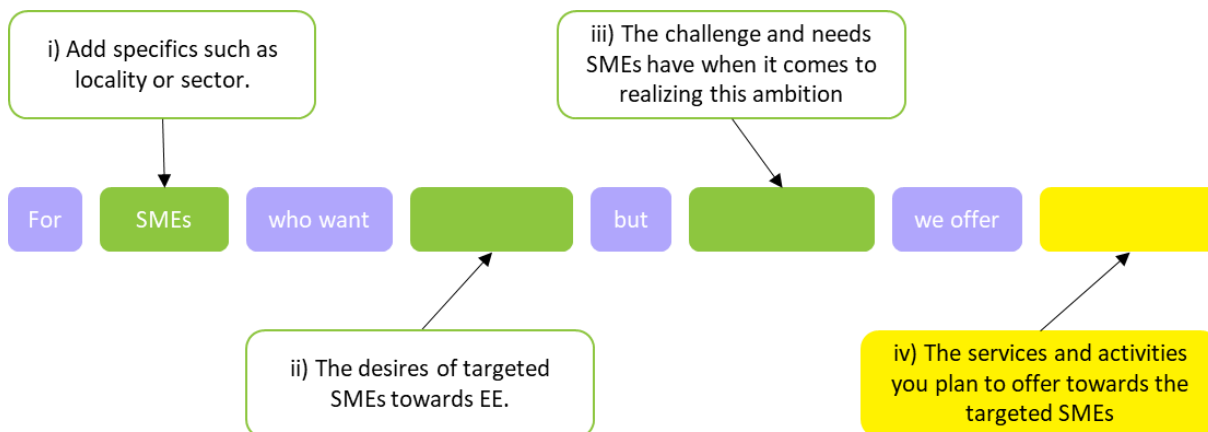 i) Add specifics such as
locality or sector.
iii) The challenge and needs
SMEs have when it comes to
realizing this ambition
For SMEs who want but we offer
ii) The desires of targeted
SMEs towards EE.
iv) The services and activities
you plan to offer towards the
targeted SMEs